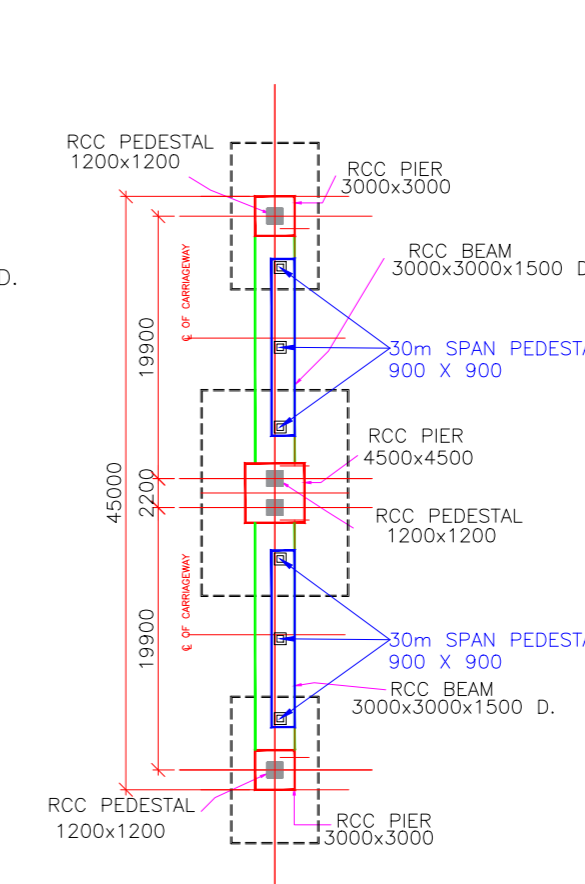 RCC PEDESTAL
1200x1200
RCC PIER
3000x3000
D.
RCC BEAM
3000x3000x1500 D
℄ OF CARRIAGEWAY
19900
30m SPAN PEDESTA
900 X 900
RCC PIER
4500x4500
45000
2200
RCC PEDESTAL
1200x1200
℄ OF CARRIAGEWAY
19900
30m SPAN PEDESTA
900 X 900
RCC BEAM
3000x3000x1500 D.
RCC PEDESTAL
1200x1200
RCC PIER
3000x3000